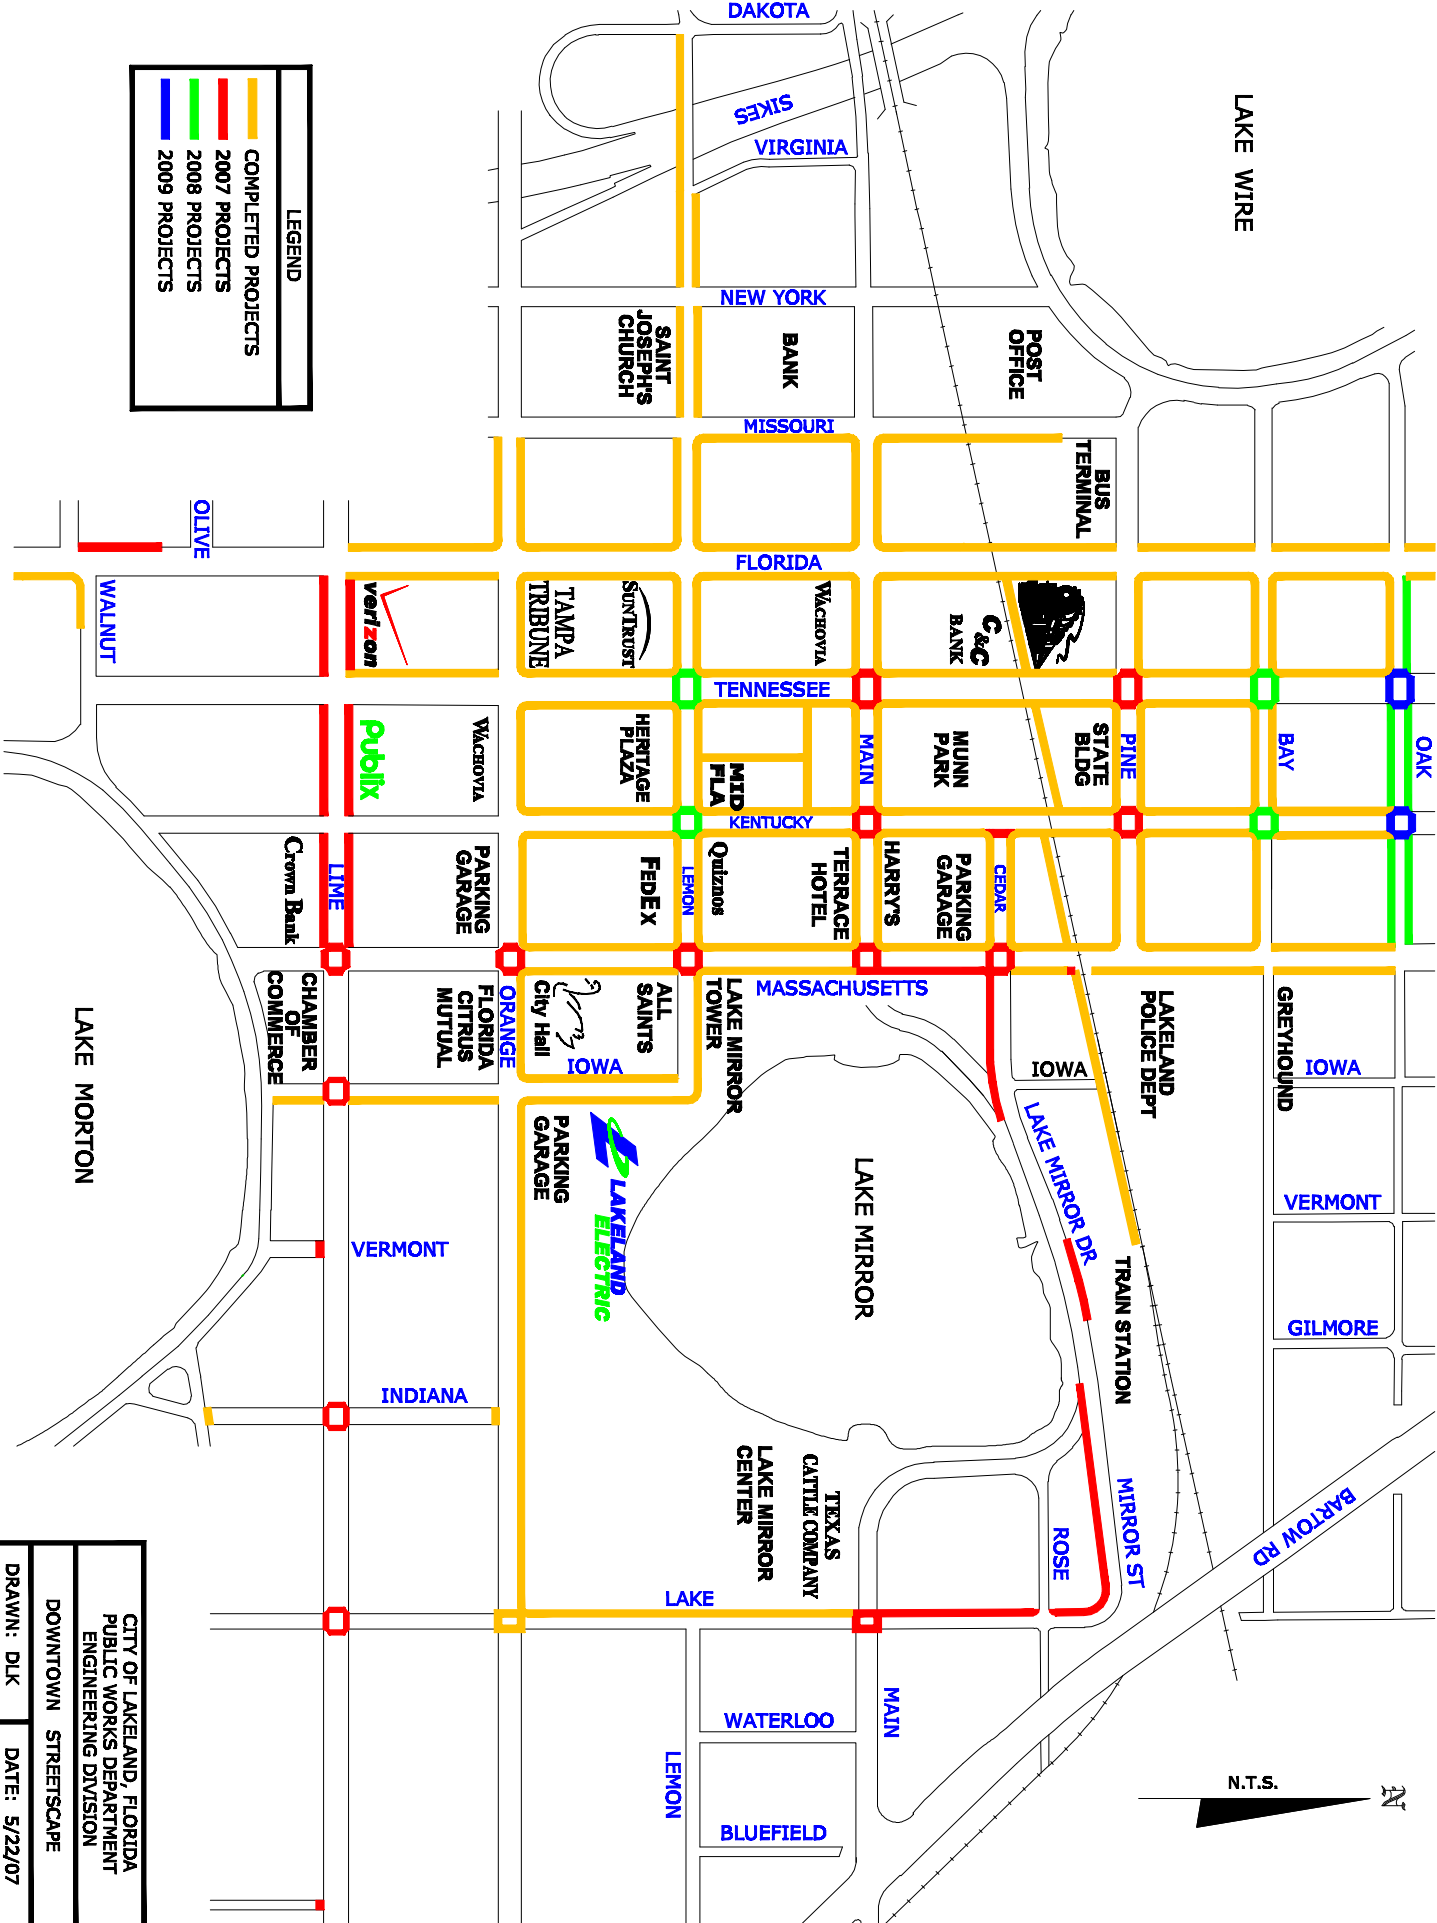 DAKOTA
SIKES
VIRGINIA
LAKE WIRE
LEGEND
COMPLETED PROJECTS
2007 PROJECTS
2008 PROJECTS
2009 PROJECTS
NEW YORK
SAINT
JOSEPH'S
CHURCH
BANK
POST
OFFICE
MISSOURI
BUS
TERMINAL
OLIVE
FLORIDA
WALNUT
verizon
TAMPA
TRIBUNE
SUNTRUST
WACHOVIA
C&C
BANK
TENNESSEE
publix
WACHOVIA
HERITAGE
PLAZA
MID
FLA
MAIN
MUNN
PARK
STATE
BLDG
PINE
BAY
OAK
KENTUCKY
Crown Bank
LIME
PARKING
GARAGE
FEDEX
LEMON
Quiznos
TERRACE
HOTEL
HARRY'S
PARKING
GARAGE
CEDAR
MASSACHUSETTS
LAKE MORTON
CHAMBER
OF
COMMERCE
FLORIDA
CITRUS
MUTUAL
ORANGE
City Hall
IOWA
ALL
SAINTS
LAKE MIRROR
TOWER
IOWA
LAKELAND
POLICE DEPT
GREYHOUND
IOWA
PARKING
GARAGE
LAKELAND
ELECTRIC
LAKE MIRROR
LAKE MIRROR DR
VERMONT
VERMONT
TRAIN STATION
GILMORE
INDIANA
LAKE MIRROR
CENTER
TEXAS
CATTLE COMPANY
ROSE
MIRROR ST
BARTOW RD
LAKE
WATERLOO
MAIN
LEMON
BLUEFIELD
N.T.S.
N
CITY OF LAKELAND, FLORIDA
PUBLIC WORKS DEPARTMENT
ENGINEERING DIVISION
DOWNTOWN STREETSCAPE
DRAWN: DLK
DATE: 5/22/07